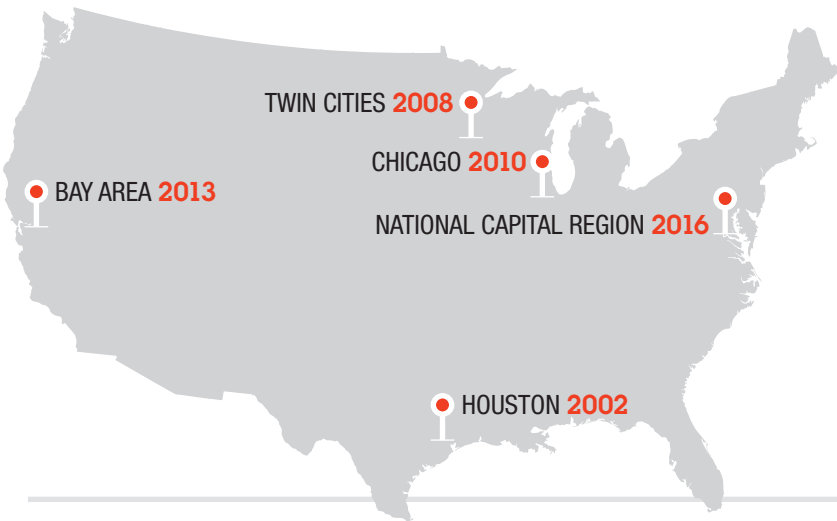 TWIN CITIES 2008
CHICAGO 2010
BAY AREA 2013
NATIONAL CAPITAL REGION 2016
HOUSTON 2002